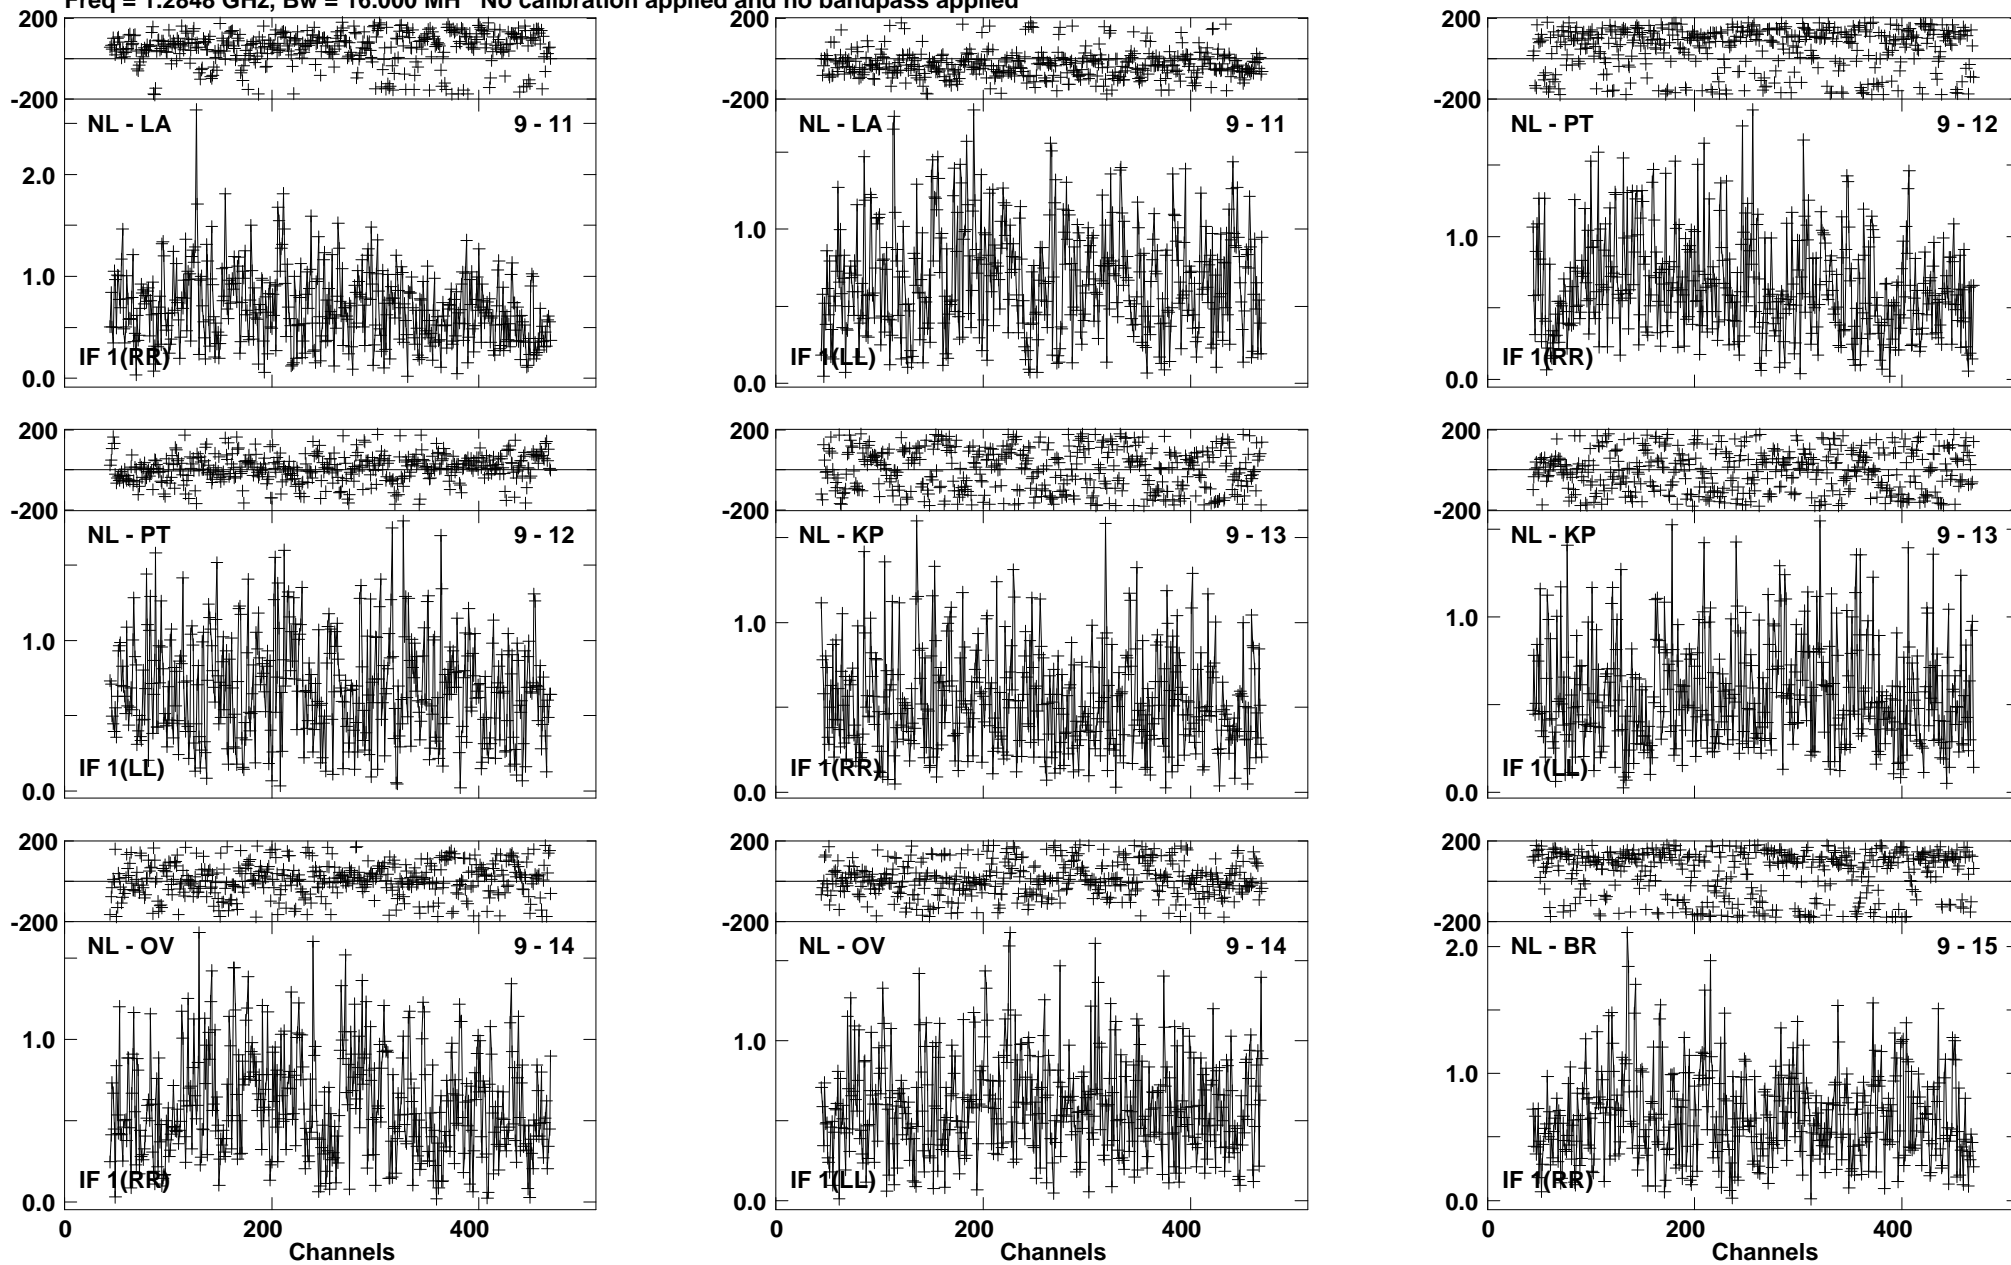 Freq = 1.2848 GHz, Bw = 16.000 MH No calibration applied and no bandpass applied
200 200 200
-200 -200 -200
NL - LA 9 - 11 NL - LA 9 - 11 NL - PT 9 - 12
2.0
1.0 1.0 1.0
IF 1(RR) IF 1(LL) IF 1(RR)
0.0 0.0 0.0
200 200 200
-200 -200 -200
NL - PT 9 - 12 NL - KP 9 - 13 NL - KP 9 - 13
1.0 1.0 1.0
IF 1(LL) IF 1(RR) IF 1(LL)
0.0 0.0 0.0
200 200 200
-200 -200 -200
NL - OV 9 - 14 NL - OV 9 - 14 NL - BR 9 - 15
2.0
1.0 1.0 1.0
IF 1(RR) IF 1(LL) IF 1(RR)
0.0 0.0 0.0
0 200 400 200 400 0 200 400
Channels Channels Channels